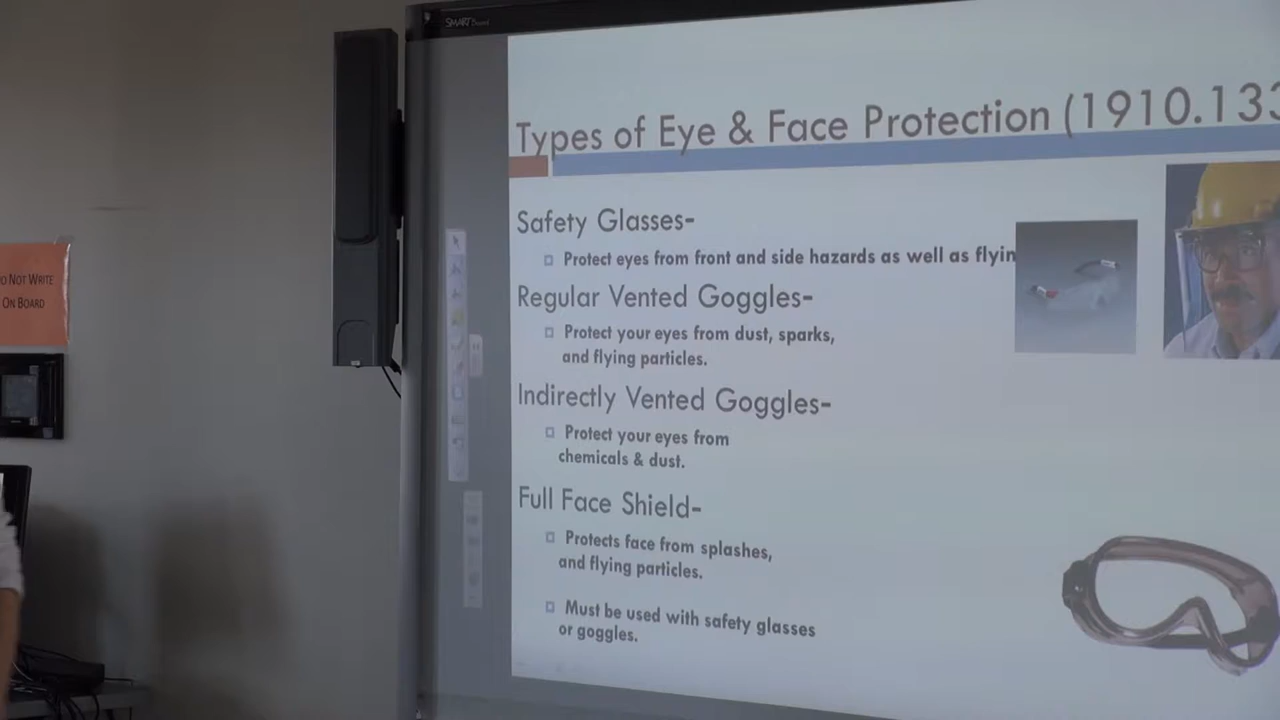 SMART Board
Types of Eye & Face Protection (1910.133
Safety Glasses-
Protect eyes from front and side hazards as well as flyin
Regular Vented Goggles-
Protect your eyes from dust, sparks,
and flying particles.
Indirectly Vented Goggles-
Protect your eyes from
chemicals & dust.
Full Face Shield-
Protects face from splashes,
and flying particles.
Must be used with safety glasses
or goggles.
O NOT WRITE
ON BOARD